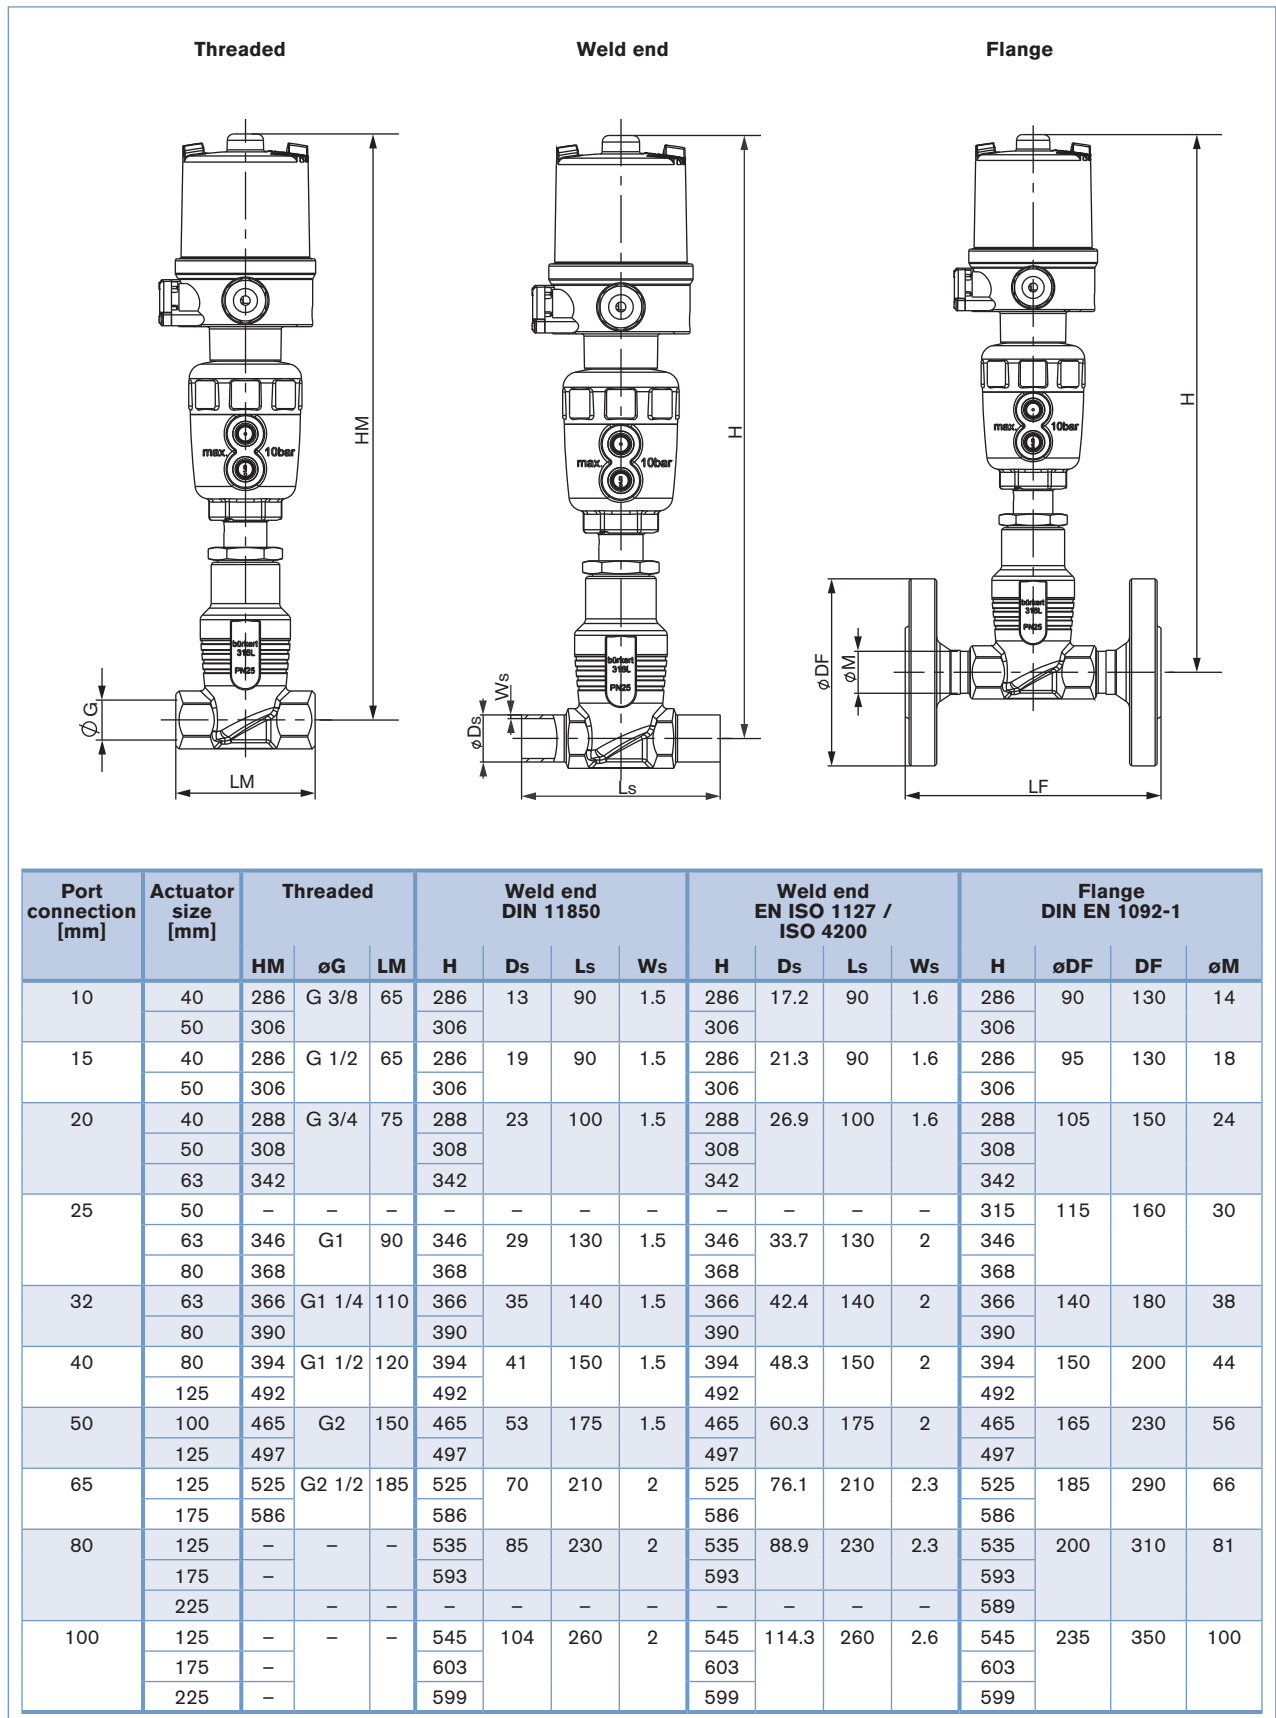 Threaded Weld end Flange
HM
max. 10bar
bürkert
316L
PN25
Ø G
LM
H
max. 10bar
bürkert
316L
PN25
Ws
øDs
Ls
H
max. 10bar
bürkert
316L
PN25
øDF
øM
LF
Port connection [mm] Actuator size [mm] Threaded Weld end DIN 11850 Weld end EN ISO 1127 / ISO 4200 Flange DIN EN 1092-1
HM øG LM H Ds Ls Ws H Ds Ls Ws H øDF DF øM
10 40 286 G 3/8 65 286 13 90 1.5 286 17.2 90 1.6 286 90 130 14
50 306 306 306 306
15 40 286 G 1/2 65 286 19 90 1.5 286 21.3 90 1.6 286 95 130 18
50 306 306 306 306
20 40 288 G 3/4 75 288 23 100 1.5 288 26.9 100 1.6 288 105 150 24
50 308 308 308 308
63 342 342 342 342
25 50 – – – – – – – – – – – 315 115 160 30
63 346 G1 90 346 29 130 1.5 346 33.7 130 2 346
80 368 368 368 368
32 63 366 G1 1/4 110 366 35 140 1.5 366 42.4 140 2 366 140 180 38
80 390 390 390 390
40 80 394 G1 1/2 120 394 41 150 1.5 394 48.3 150 2 394 150 200 44
125 492 492 492 492
50 100 465 G2 150 465 53 175 1.5 465 60.3 175 2 465 165 230 56
125 497 497 497 497
65 125 525 G2 1/2 185 525 70 210 2 525 76.1 210 2.3 525 185 290 66
175 586 586 586 586
80 125 – – – 535 85 230 2 535 88.9 230 2.3 535 200 310 81
175 – 593 593 593
225 – – – – – – – – – – 589
100 125 – – – 545 104 260 2 545 114.3 260 2.6 545 235 350 100
175 – 603 603 603
225 – 599 599 599